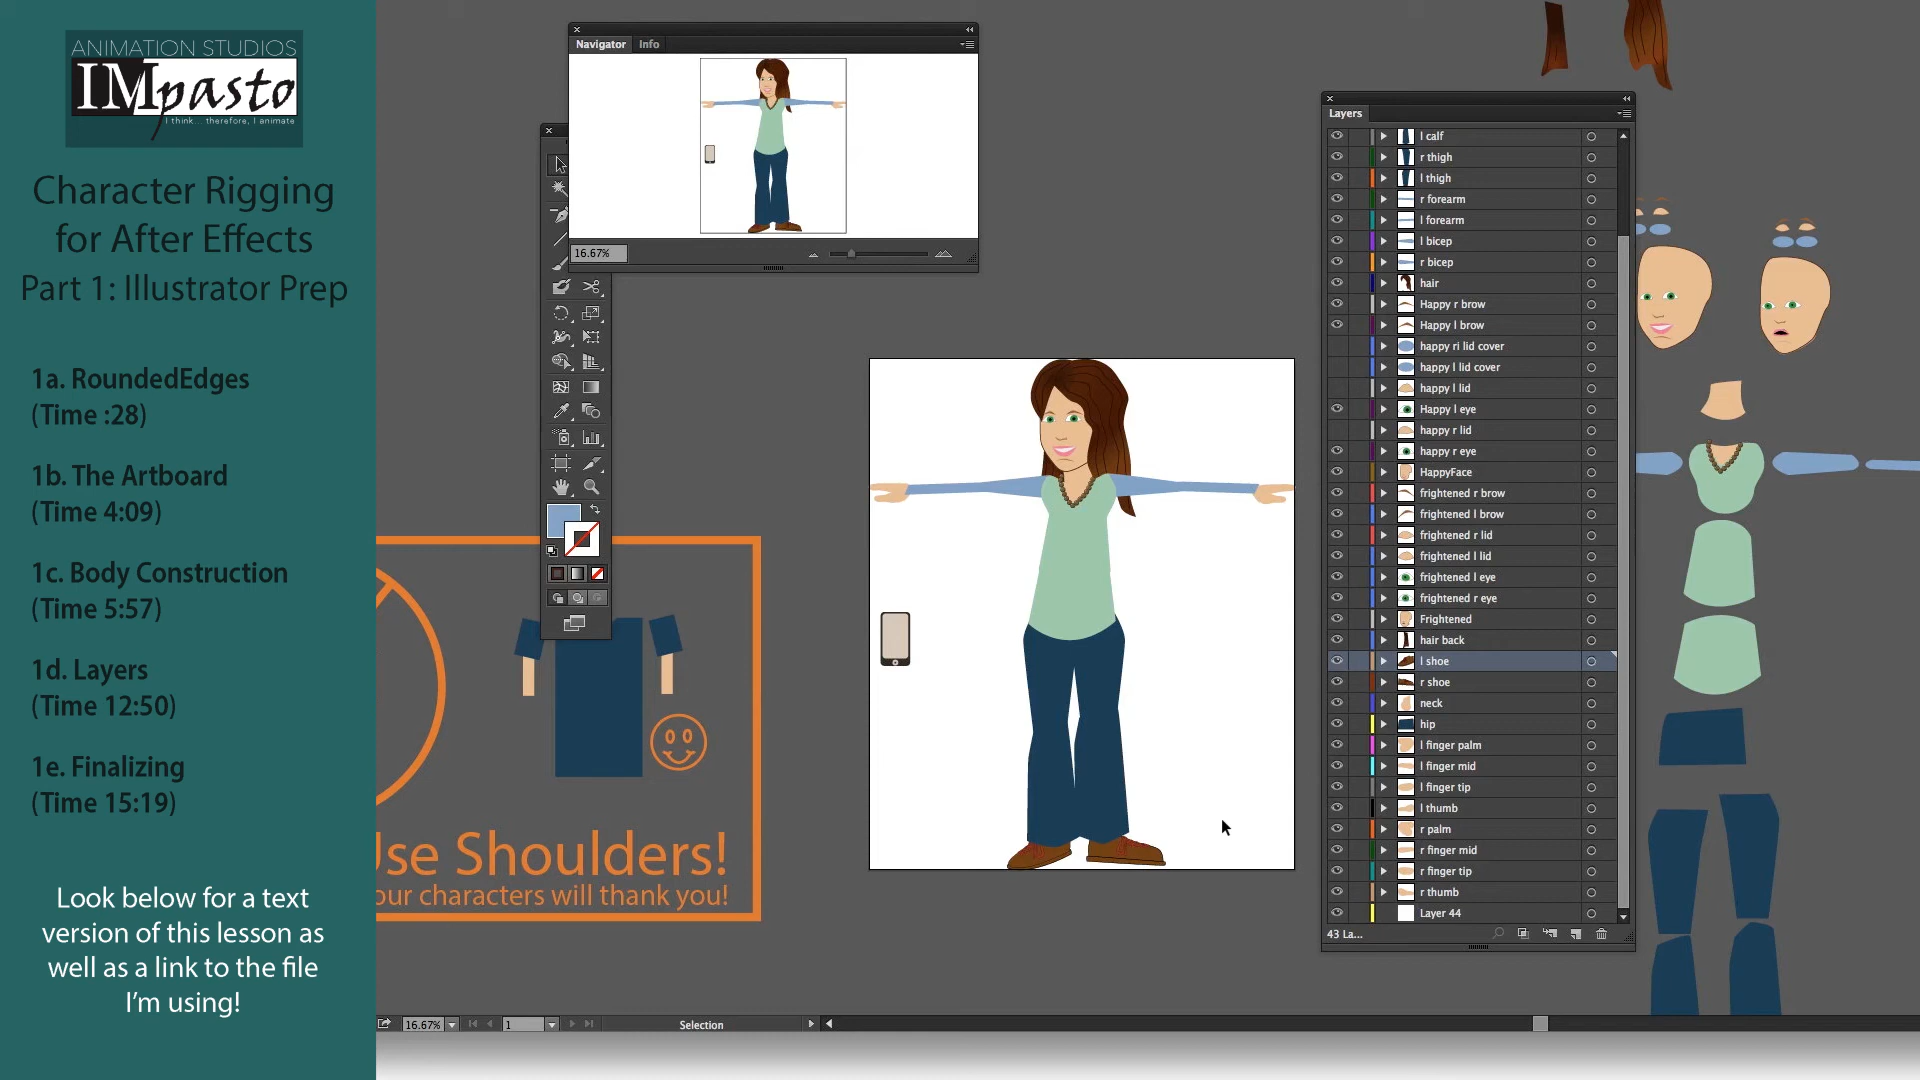 ANIMATION STUDIOS
IMpasto
I think... therefore, I animate
Character Rigging
for After Effects
Part 1: Illustrator Prep
1a. RoundedEdges
(Time :28)
1b. The Artboard
(Time 4:09)
1c. Body Construction
(Time 5:57)
1d. Layers
(Time 12:50)
1e. Finalizing
(Time 15:19)
Look below for a text
version of this lesson as
well as a link to the file
I'm using!
Navigator Info
16.67%
Use Shoulders!
our characters will thank you!
Layers
l calf
r thigh
l thigh
r forearm
l forearm
l bicep
r bicep
hair
Happy r brow
Happy l brow
happy ri lid cover
happy l lid cover
happy l lid
Happy l eye
happy r lid
happy r eye
HappyFace
frightened r brow
frightened l brow
frightened r lid
frightened l lid
frightened l eye
frightened r eye
Frightened
hair back
l shoe
r shoe
neck
hip
l finger palm
l finger mid
l finger tip
l thumb
r palm
r finger mid
r finger tip
r thumb
Layer 44
43 La...
16.67% 1 Selection